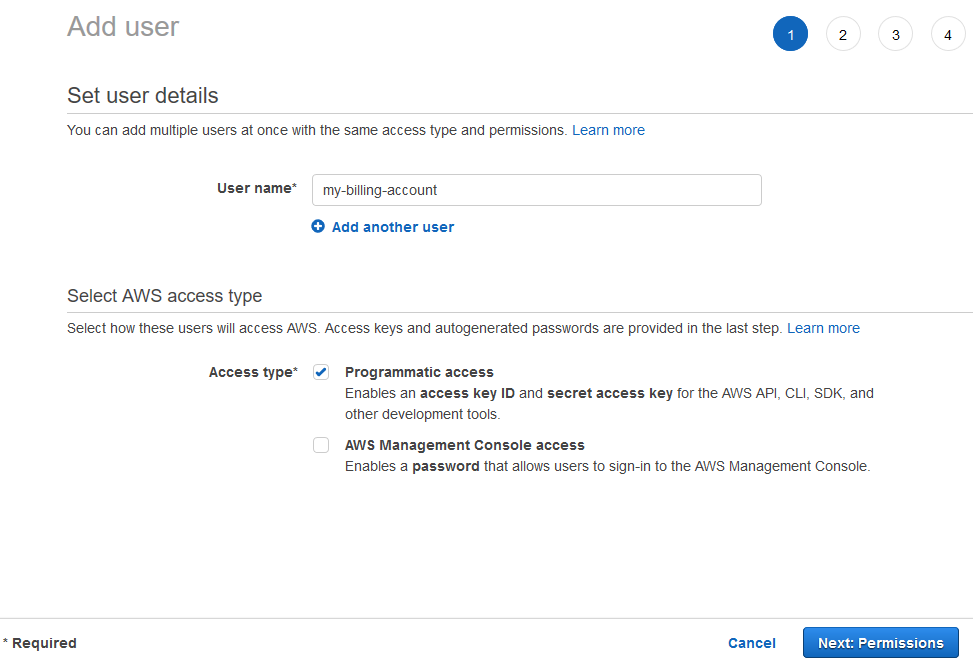 Add user
1 2 3 4
Set user details
You can add multiple users at once with the same access type and permissions. Learn more
User name* my-billing-account
Add another user
Select AWS access type
Select how these users will access AWS. Access keys and autogenerated passwords are provided in the last step. Learn more
Access type* Programmatic access
Enables an access key ID and secret access key for the AWS API, CLI, SDK, and
other development tools.
AWS Management Console access
Enables a password that allows users to sign-in to the AWS Management Console.
* Required Cancel Next: Permissions